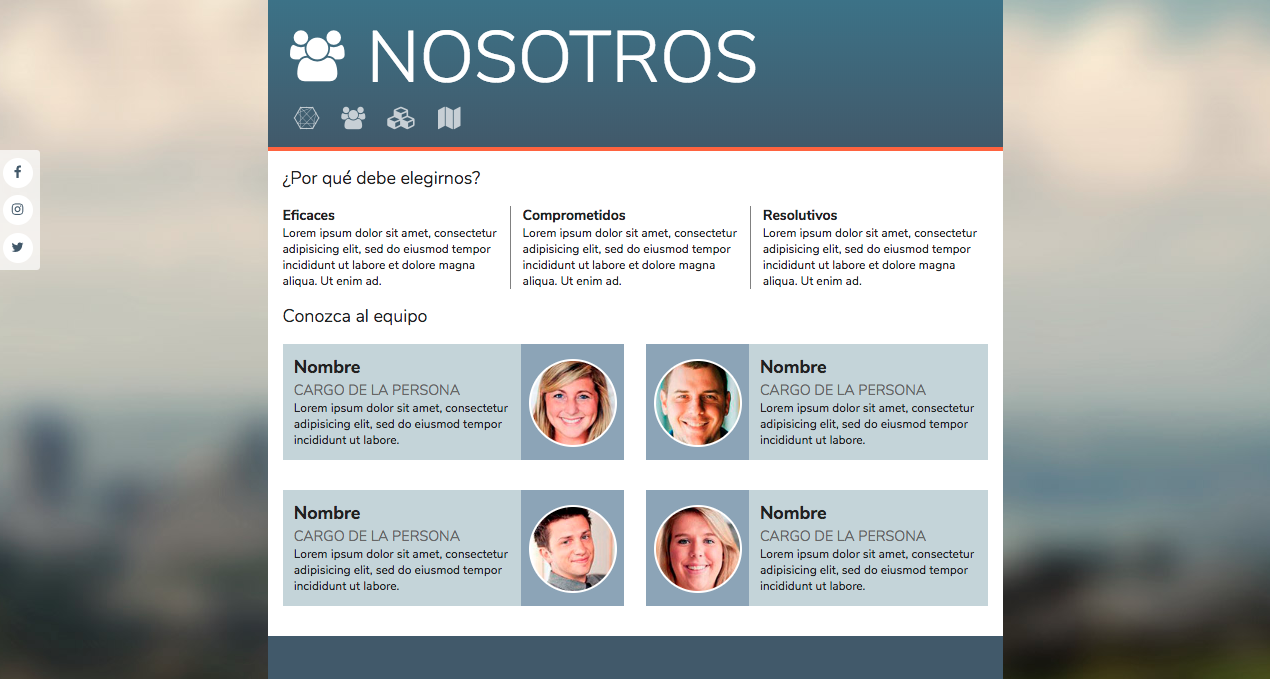 NOSOTROS
¿Por qué debe elegirnos?
Eficaces
Lorem ipsum dolor sit amet, consectetur
adipisicing elit, sed do eiusmod tempor
incididunt ut labore et dolore magna
aliqua. Ut enim ad.
Comprometidos
Lorem ipsum dolor sit amet, consectetur
adipisicing elit, sed do eiusmod tempor
incididunt ut labore et dolore magna
aliqua. Ut enim ad.
Resolutivos
Lorem ipsum dolor sit amet, consectetur
adipisicing elit, sed do eiusmod tempor
incididunt ut labore et dolore magna
aliqua. Ut enim ad.
Conozca al equipo
Nombre
CARGO DE LA PERSONA
Lorem ipsum dolor sit amet, consectetur
adipisicing elit, sed do eiusmod tempor
incididunt ut labore.
Nombre
CARGO DE LA PERSONA
Lorem ipsum dolor sit amet, consectetur
adipisicing elit, sed do eiusmod tempor
incididunt ut labore.
Nombre
CARGO DE LA PERSONA
Lorem ipsum dolor sit amet, consectetur
adipisicing elit, sed do eiusmod tempor
incididunt ut labore.
Nombre
CARGO DE LA PERSONA
Lorem ipsum dolor sit amet, consectetur
adipisicing elit, sed do eiusmod tempor
incididunt ut labore.